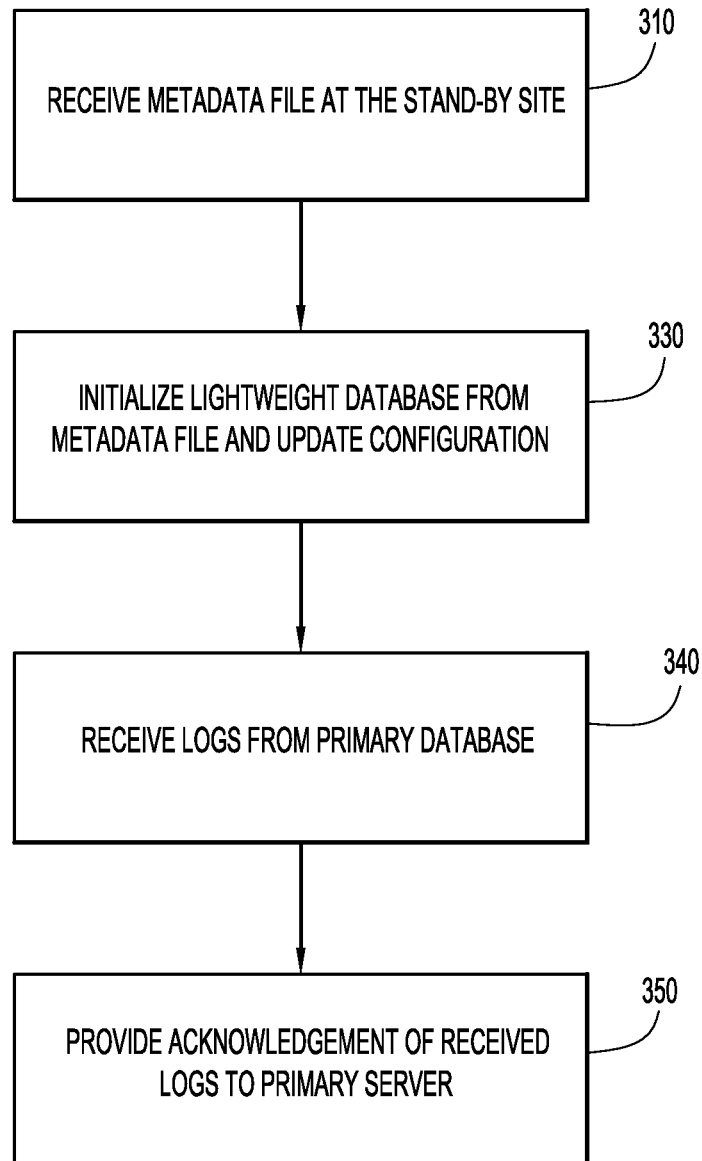 310
RECEIVE METADATA FILE AT THE STAND-BY SITE
330
INITIALIZE LIGHTWEIGHT DATABASE FROM
METADATA FILE AND UPDATE CONFIGURATION
340
RECEIVE LOGS FROM PRIMARY DATABASE
350
PROVIDE ACKNOWLEDGEMENT OF RECEIVED
LOGS TO PRIMARY SERVER